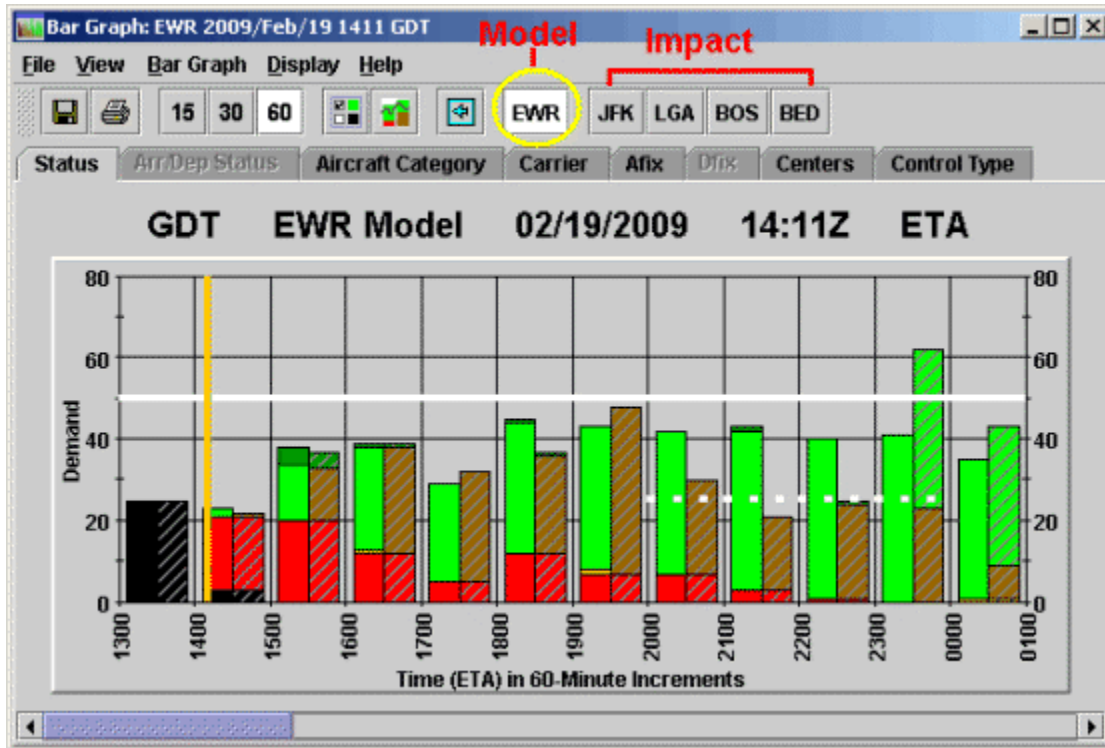 Bar Graph: EWR 2009/Feb/19 1411 GDT
Model Impact
File View Bar Graph Display Help
15 30 60 EWR JFK LGA BOS BED
Status Arr/Dep Status Aircraft Category Carrier Afix Dfix Centers Control Type
GDT EWR Model 02/19/2009 14:11Z ETA
80 80
60 60
Demand
40 40
20 20
0 0
1300 1400 1500 1600 1700 1800 1900 2000 2100 2200 2300 0000 0100
Time (ETA) in 60-Minute Increments